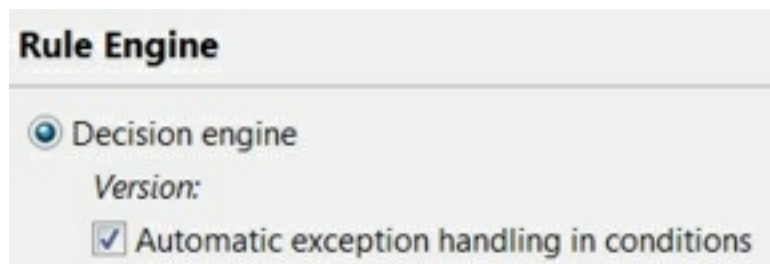 Rule Engine
Decision engine
Version:
Automatic exception handling in conditions